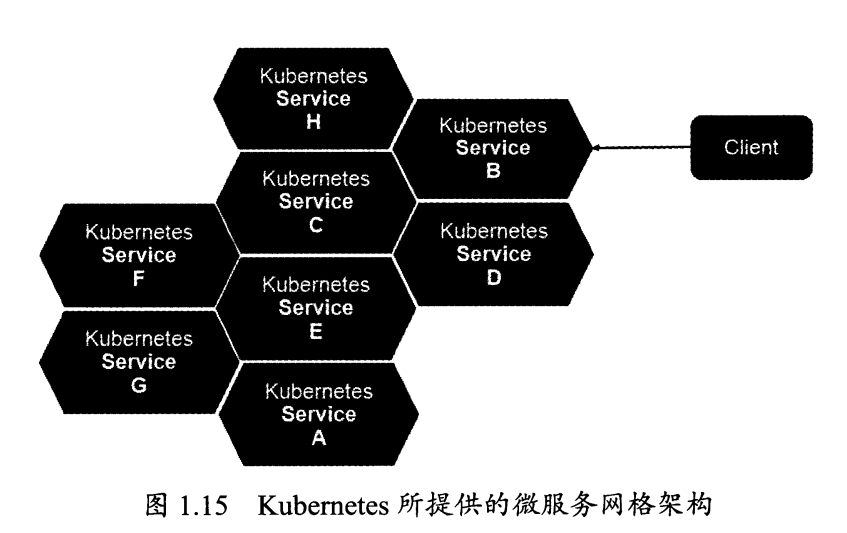 Kubernetes
Service
H
Kubernetes
Service
B
Client
Kubernetes
Service
C
Kubernetes
Service
F
Kubernetes
Service
D
Kubernetes
Service
E
Kubernetes
Service
G
Kubernetes
Service
A
图 1.15 Kubernetes 所提供的微服务网格架构